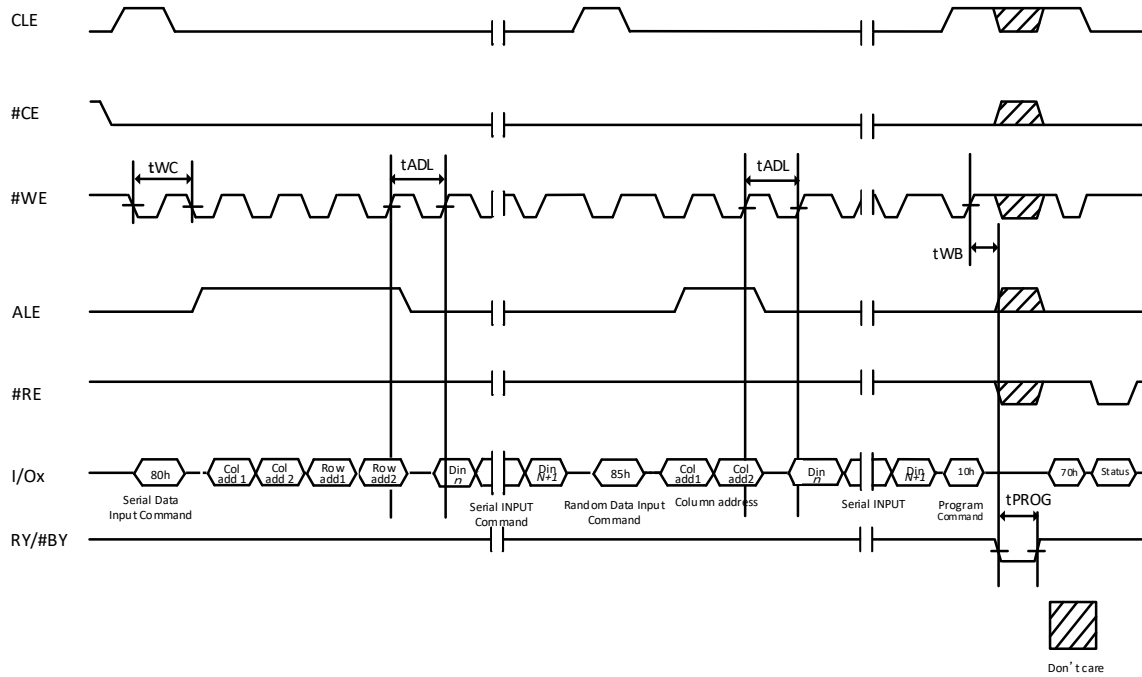 CLE
#CE
tWC
tADL
tADL
#WE
tWB
ALE
#RE
I/Ox
80h
Col
add 1
Col
add 2
Row
add1
Row
add2
Din
n
Din
N+1
85h
Col
add1
Col
add2
Din
n
Din
N+1
10h
70h
Status
Serial Data
Input Command
Serial INPUT
Command
Random Data Input
Command
Column address
Serial INPUT
Program
Command
tPROG
RY/#BY
Don't care